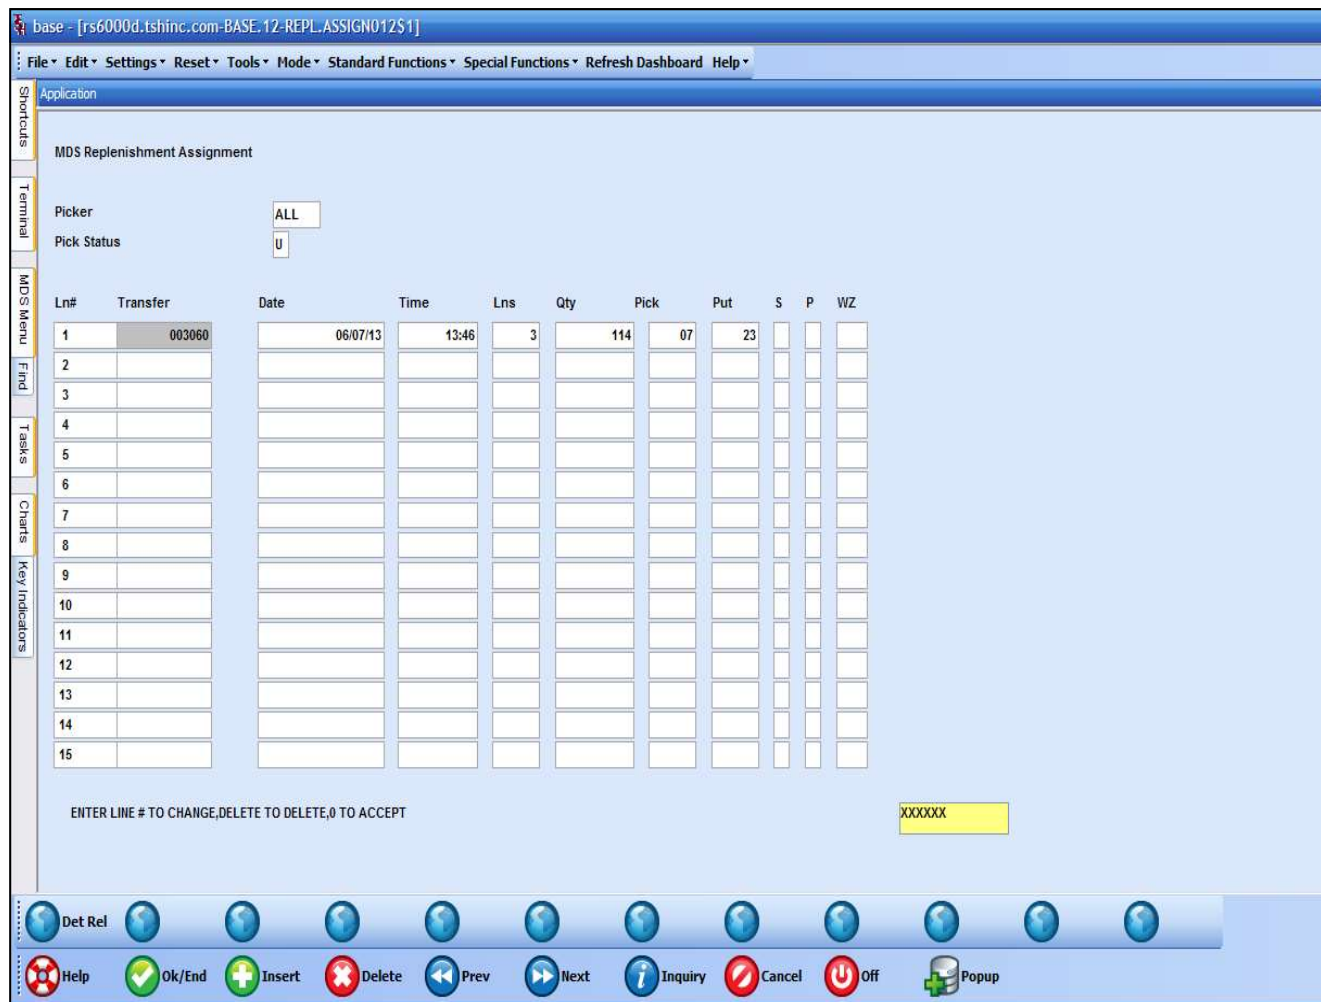 base - [rs6000d.tshinc.com-BASE.12-REPL.ASSIGN012$1]
File Edit Settings Reset Tools Mode Standard Functions Special Functions Refresh Dashboard Help
Application
Shortcuts
Terminal
MDS Menu
Find
Tasks
Charts
Key Indicators
MDS Replenishment Assignment
Picker ALL
Pick Status U
Ln# Transfer Date Time Lns Qty Pick Put S P WZ
1 003060 06/07/13 13:46 3 114 07 23
2
3
4
5
6
7
8
9
10
11
12
13
14
15
ENTER LINE # TO CHANGE,DELETE TO DELETE,0 TO ACCEPT XXXXXX
Det Rel
Help Ok/End Insert Delete Prev Next Inquiry Cancel Off Popup